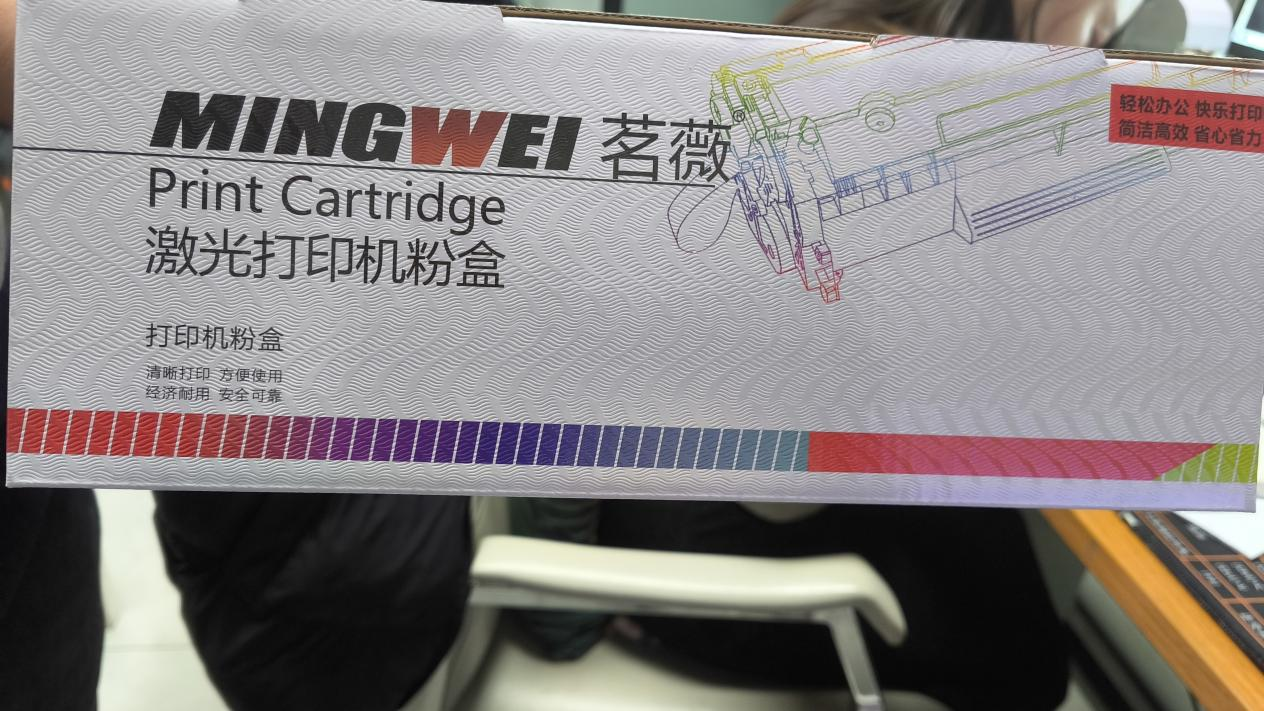 MINGWEI 茗薇®
Print Cartridge
激光打印机粉盒
打印机粉盒
清晰打印 方便使用
经济耐用 安全可靠
轻松办公 快乐打印
简洁高效 省心省力